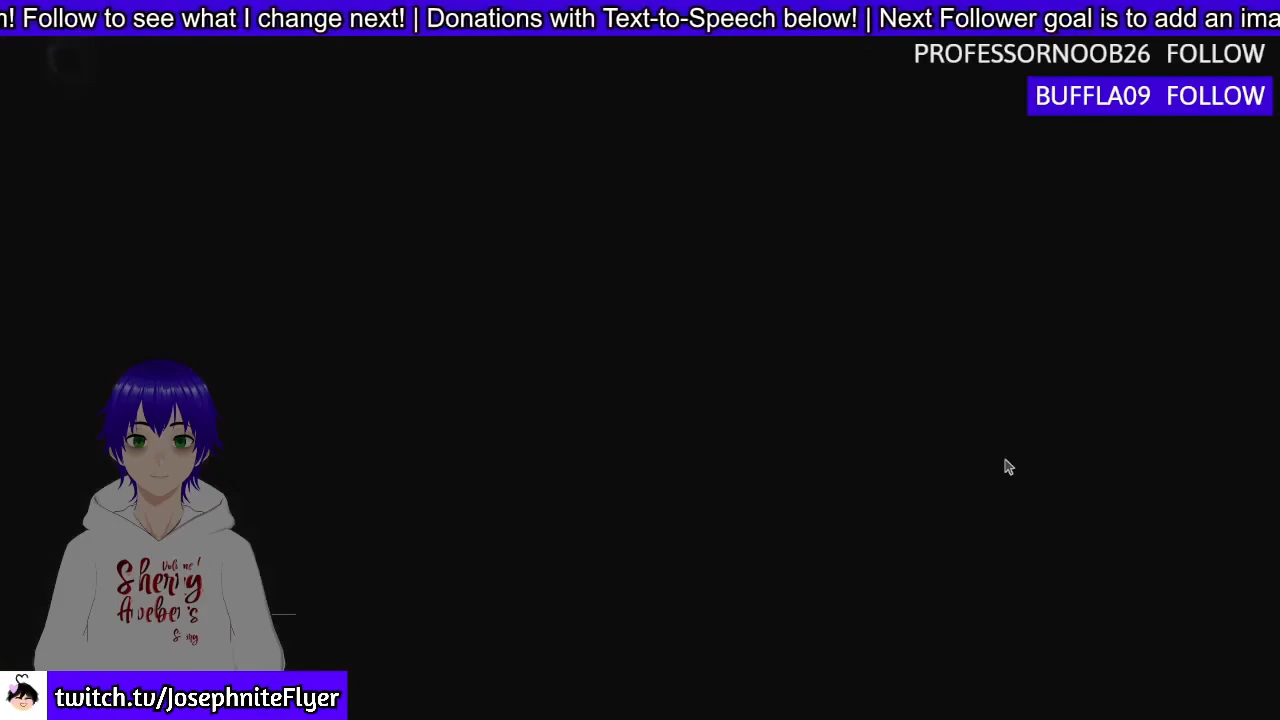 ! Follow to see what I change next! | Donations with Text-to-Speech below! | Next Follower goal is to add an
PROFESSORNOOB26 FOLLOW
BUFFLA09 FOLLOW
Sherry
twitch.tv/JosephniteFlyer